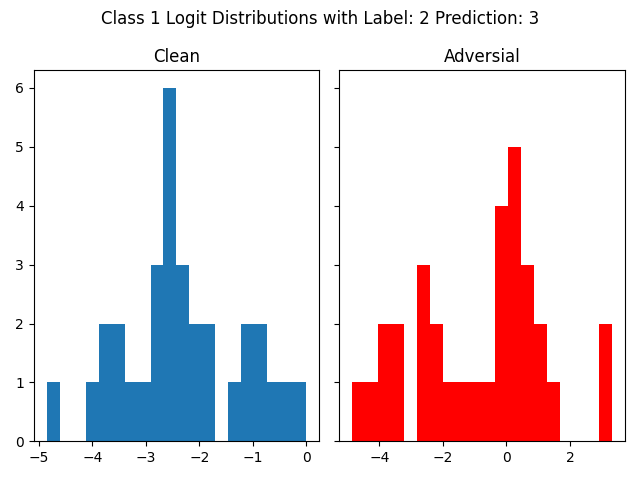 Class 1 Logit Distributions with Label: 2 Prediction: 3
Clean
Adversial
6
5
4
3
2
1
0
−5 −4 −3 −2 −1 0
−4 −2 0 2